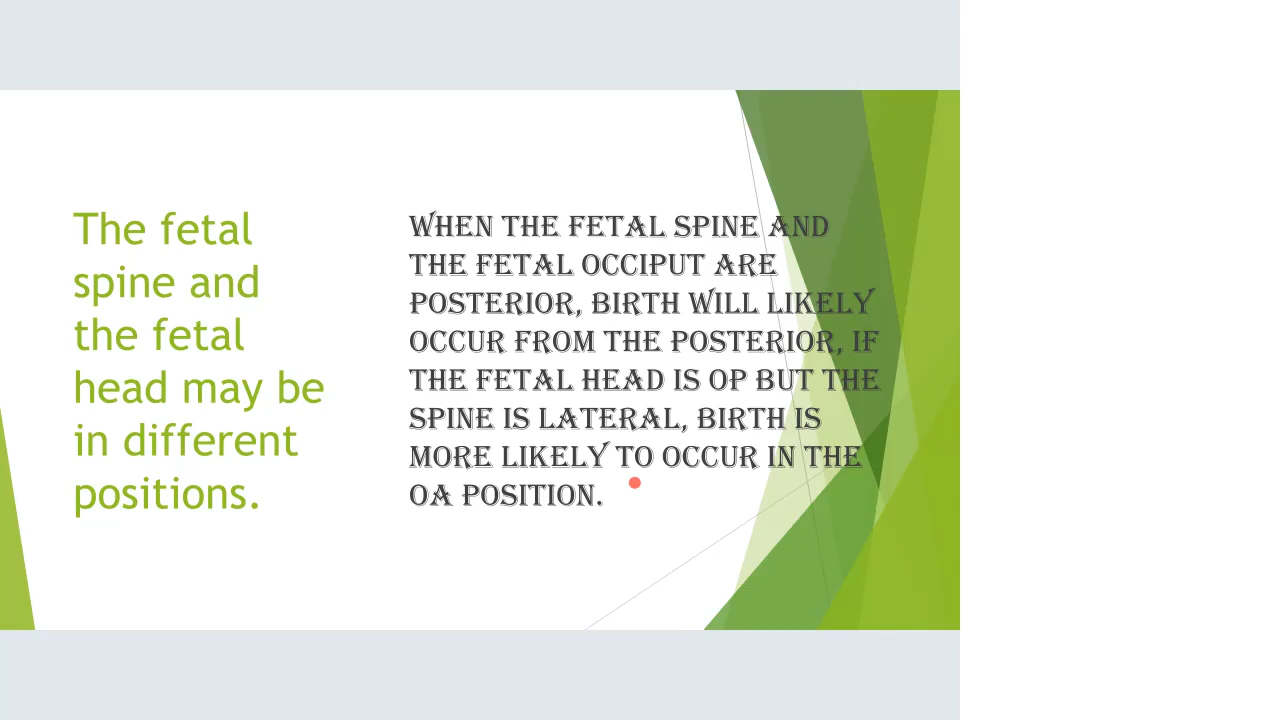 The fetal
spine and
the fetal
head may be
in different
positions.
WHEN THE FETAL SPINE AND
THE FETAL OCCIPUT ARE
POSTERIOR, BIRTH WILL LIKELY
OCCUR FROM THE POSTERIOR, IF
THE FETAL HEAD IS OP BUT THE
SPINE IS LATERAL, BIRTH IS
MORE LIKELY TO OCCUR IN THE
OA POSITION.